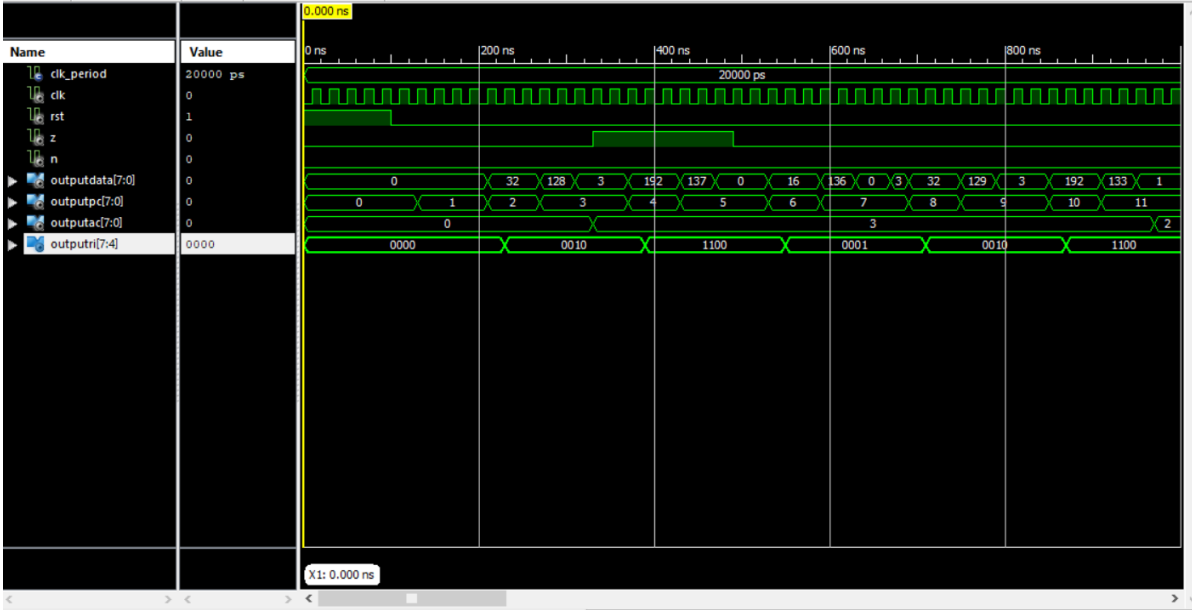 0.000 ns
Name Value 0 ns 200 ns 400 ns 600 ns 800 ns
clk_period 20000 ps 20000 ps
clk 0
rst 1
z 0
n 0
outputdata[7:0] 0 0 32 128 3 192 137 0 16 136 0 3 32 129 3 192 133 1
outputpc[7:0] 0 0 1 2 3 4 5 6 7 8 9 10 11
outputac[7:0] 0 0 3 2
outputri[7:4] 0000 0000 0010 1100 0001 0010 1100
X1: 0.000 ns